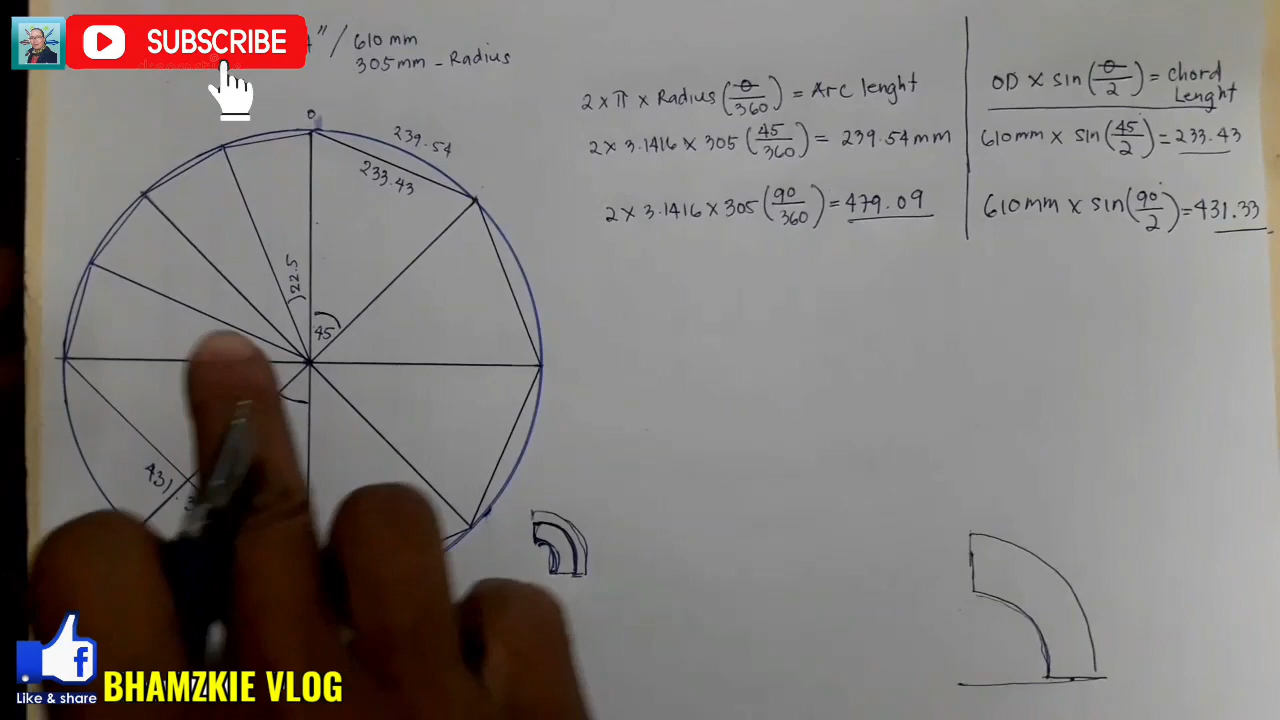 SUBSCRIBE
" / 610 mm
305mm - Radius
0
239.54
233.43
22.5
45
431.3
2 x π x Radius (θ/360) = Arc lenght
2 x 3.1416 x 305 (45/360) = 239.54 mm
2 x 3.1416 x 305 (90/360) = 479.09
OD x sin (θ/2) = chord
Lenght
610mm x sin (45°/2) = 233.43
610mm x sin (90°/2) = 431.33
f
Like & share
BHAMZKIE VLOG